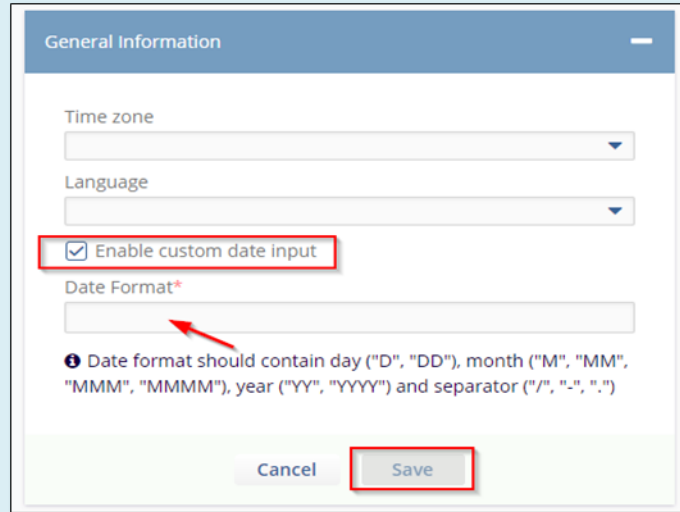 General Information
Time zone
Language
Enable custom date input
Date Format*
Date format should contain day ("D", "DD"), month ("M", "MM",
"MMM", "MMMM"), year ("YY", "YYYY") and separator ("/", "-", ".")
Cancel Save